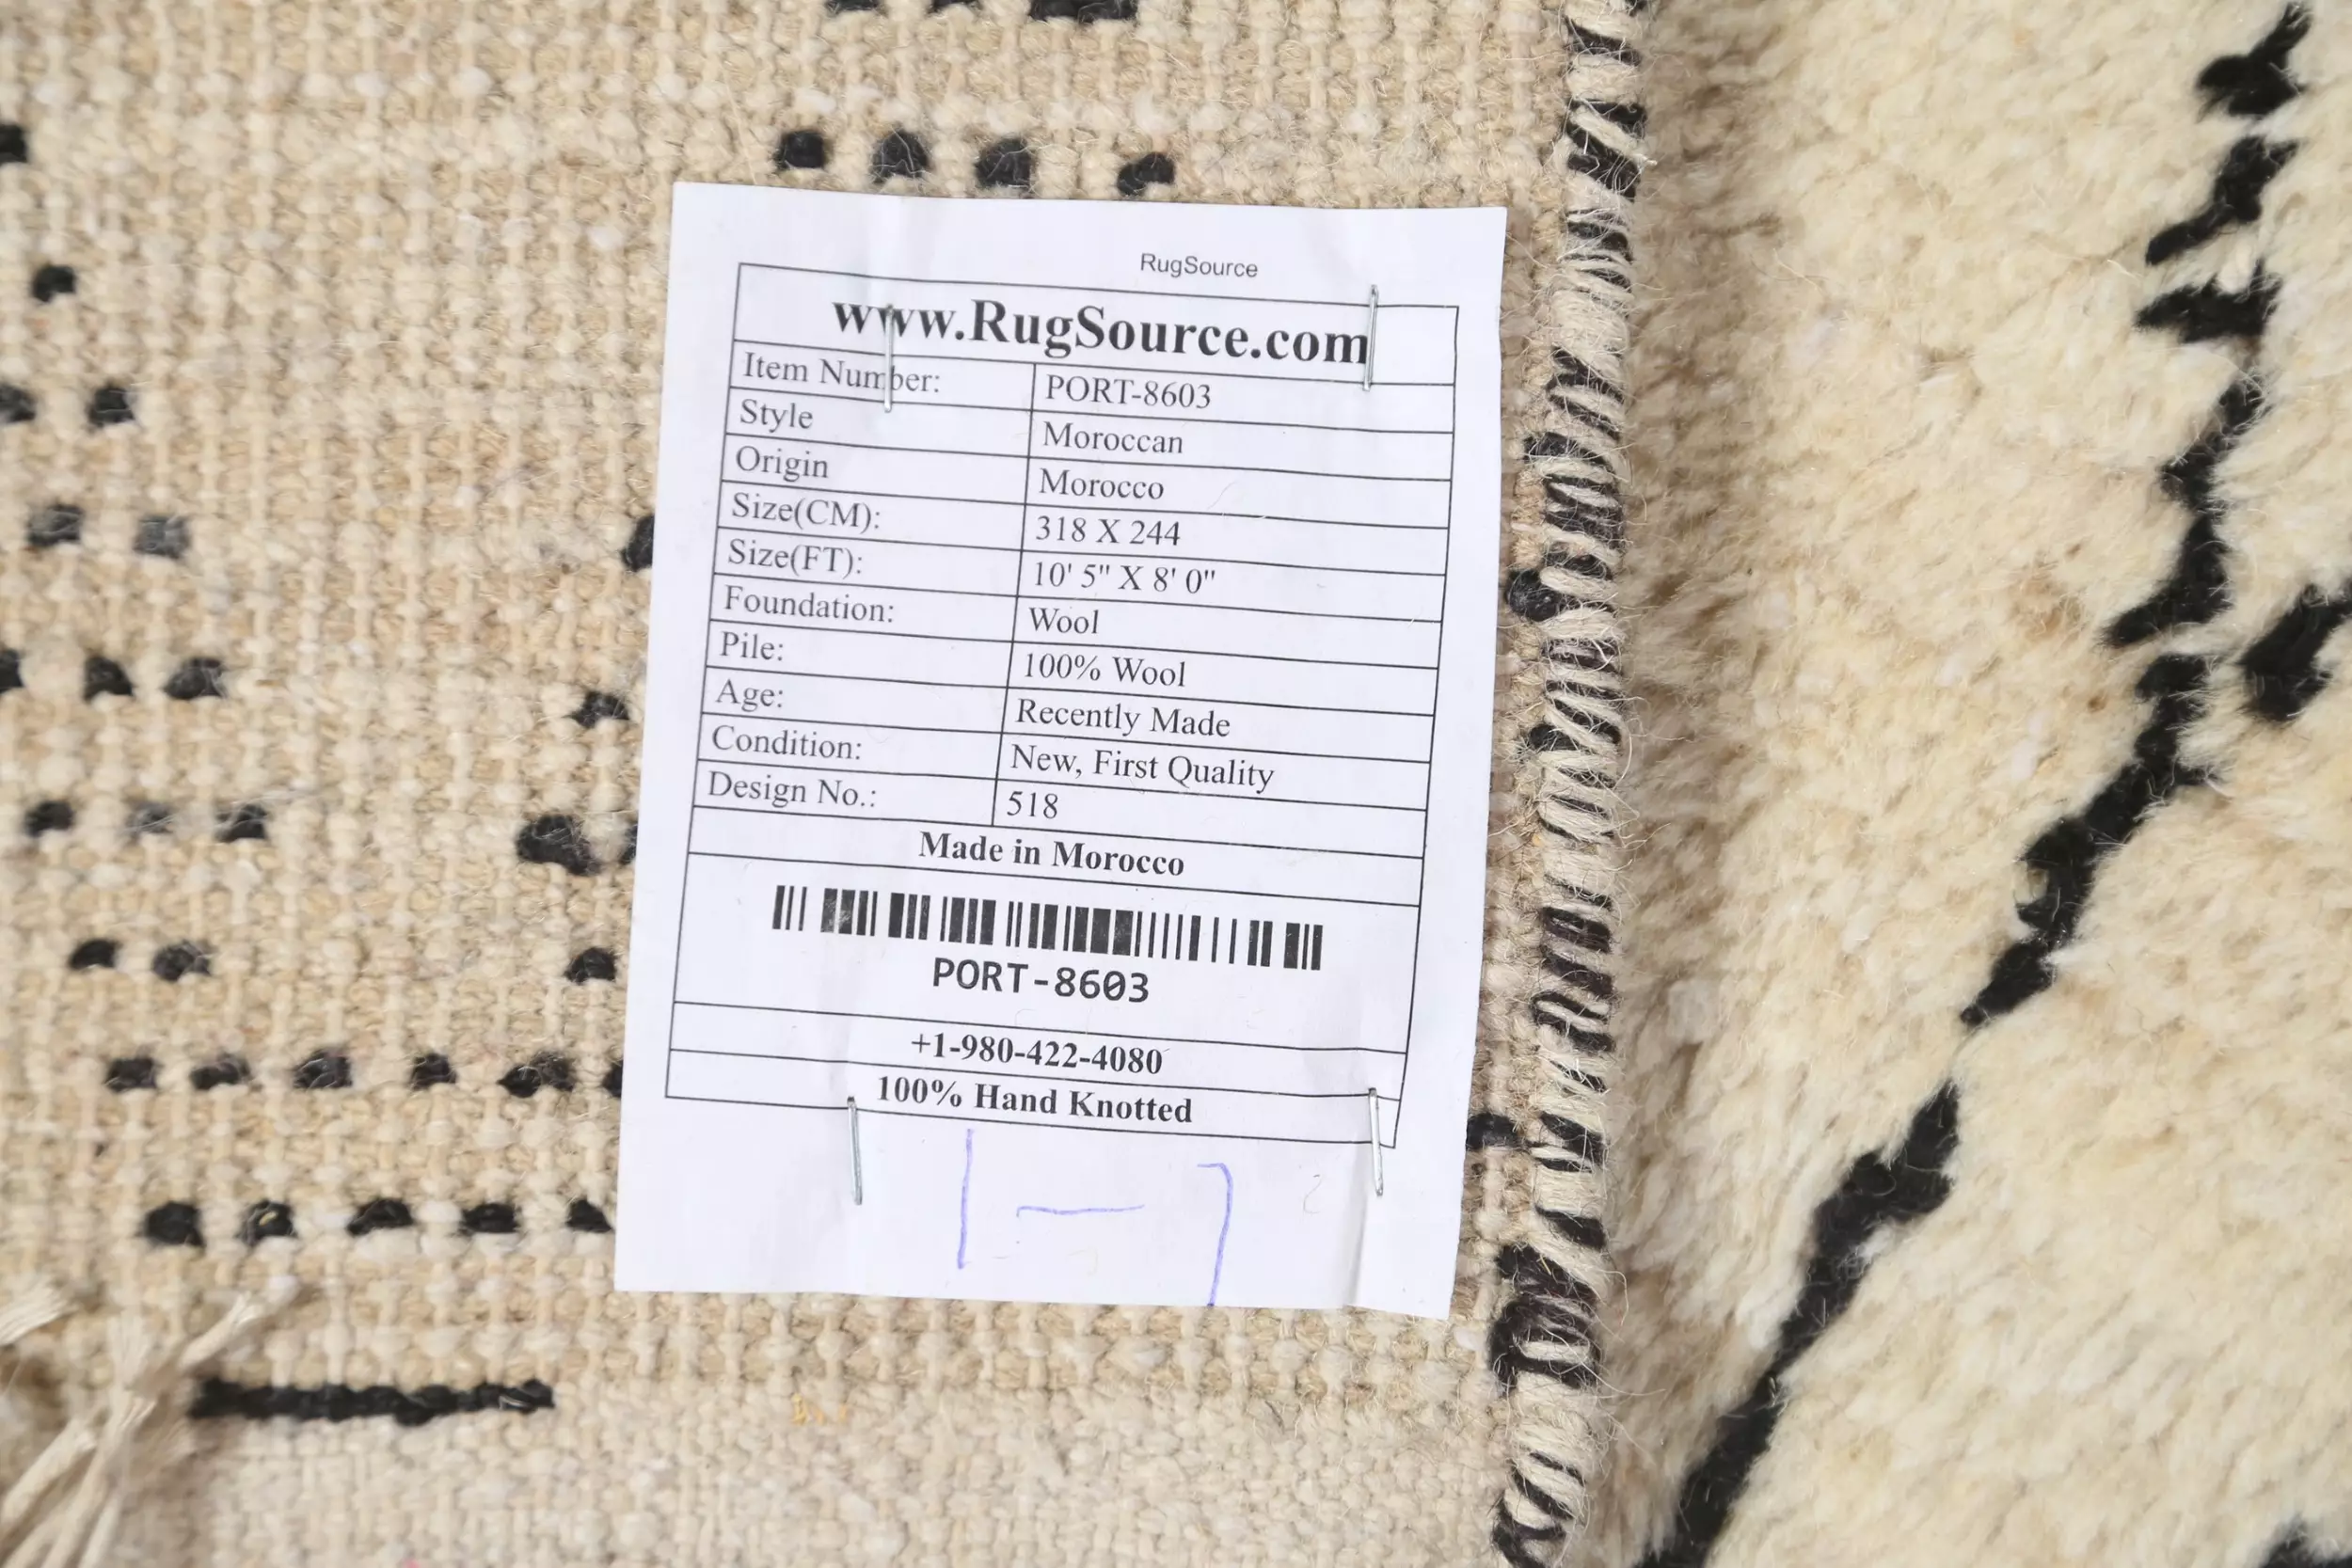 RugSource
www.RugSource.com
Item Number: PORT-8603
Style Moroccan
Origin Morocco
Size(CM): 318 X 244
Size(FT): 10' 5" X 8' 0"
Foundation: Wool
Pile: 100% Wool
Age: Recently Made
Condition: New, First Quality
Design No.: 518
Made in Morocco
PORT-8603
+1-980-422-4080
100% Hand Knotted
1-7